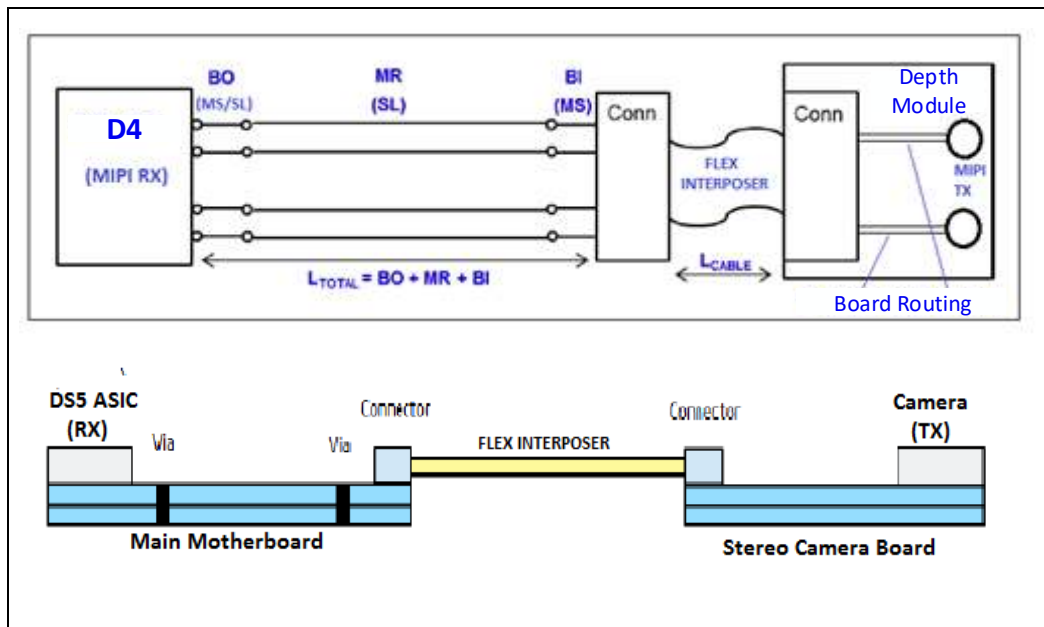 BO
(MS/SL)
MR
(SL)
BI
(MS)
Depth
Module
D4
(MIPI RX)
Conn
Conn
FLEX
INTERPOSER
MIPI
TX
L_TOTAL = BO + MR + BI
L_CABLE
Board Routing
DS5 ASIC
(RX)
Via
Via
Connector
FLEX INTERPOSER
Connector
Camera
(TX)
Main Motherboard
Stereo Camera Board